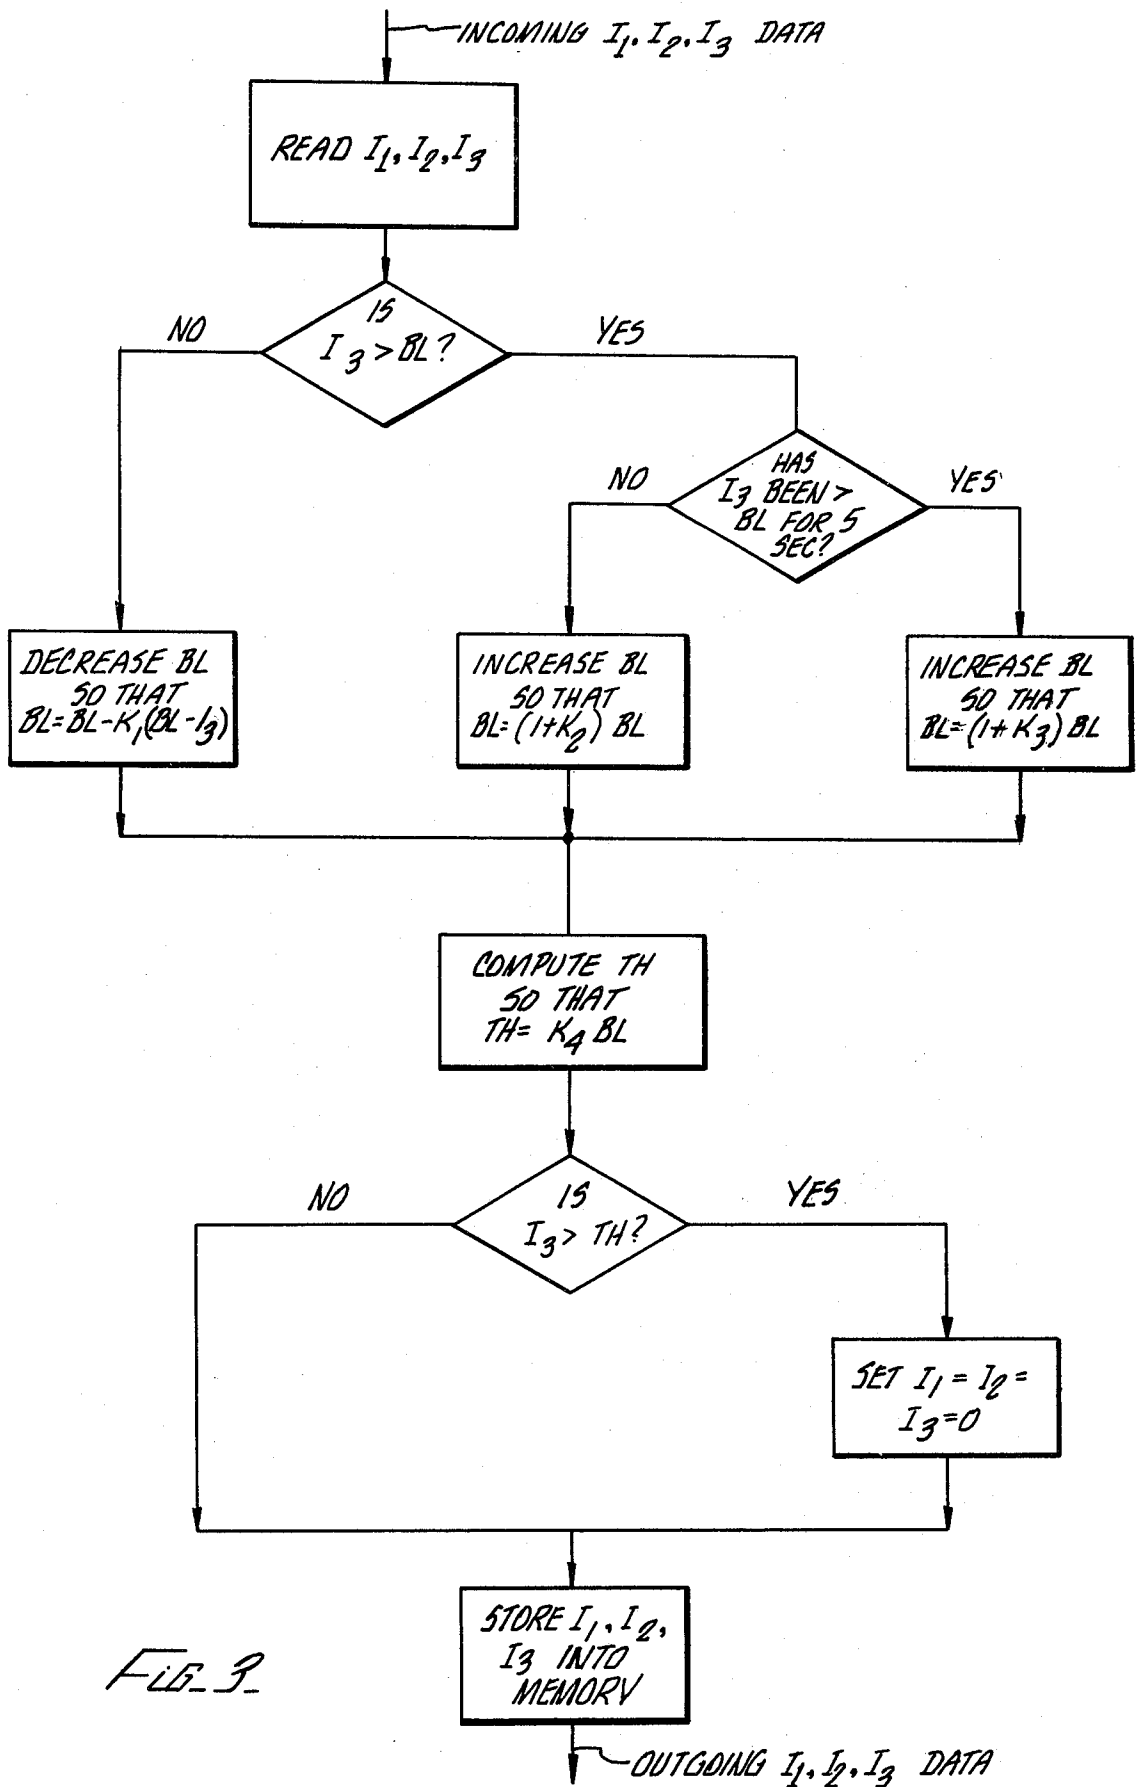 INCOMING I₁, I₂, I₃ DATA
READ I₁, I₂, I₃
IS
I₃ > BL?
NO
YES
HAS
I₃ BEEN >
BL FOR 5
SEC?
NO
YES
DECREASE BL
SO THAT
BL=BL-K₁(BL-I₃)
INCREASE BL
SO THAT
BL=(1+K₂) BL
INCREASE BL
SO THAT
BL=(1+K₃) BL
COMPUTE TH
SO THAT
TH= K₄ BL
NO
YES
IS
I₃ > TH?
SET I₁ = I₂ =
I₃=0
STORE I₁, I₂,
I₃ INTO
MEMORY
FIG_3_
OUTGOING I₁, I₂, I₃ DATA